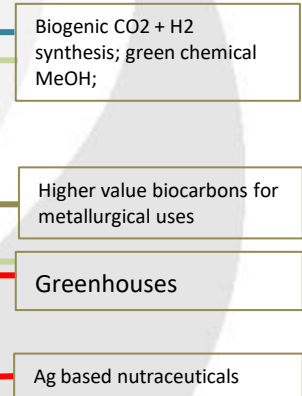 Biogenic CO2 + H2
synthesis; green chemical
MeOH;
Higher value biocarbons for
metallurgical uses
Greenhouses
Ag based nutraceuticals